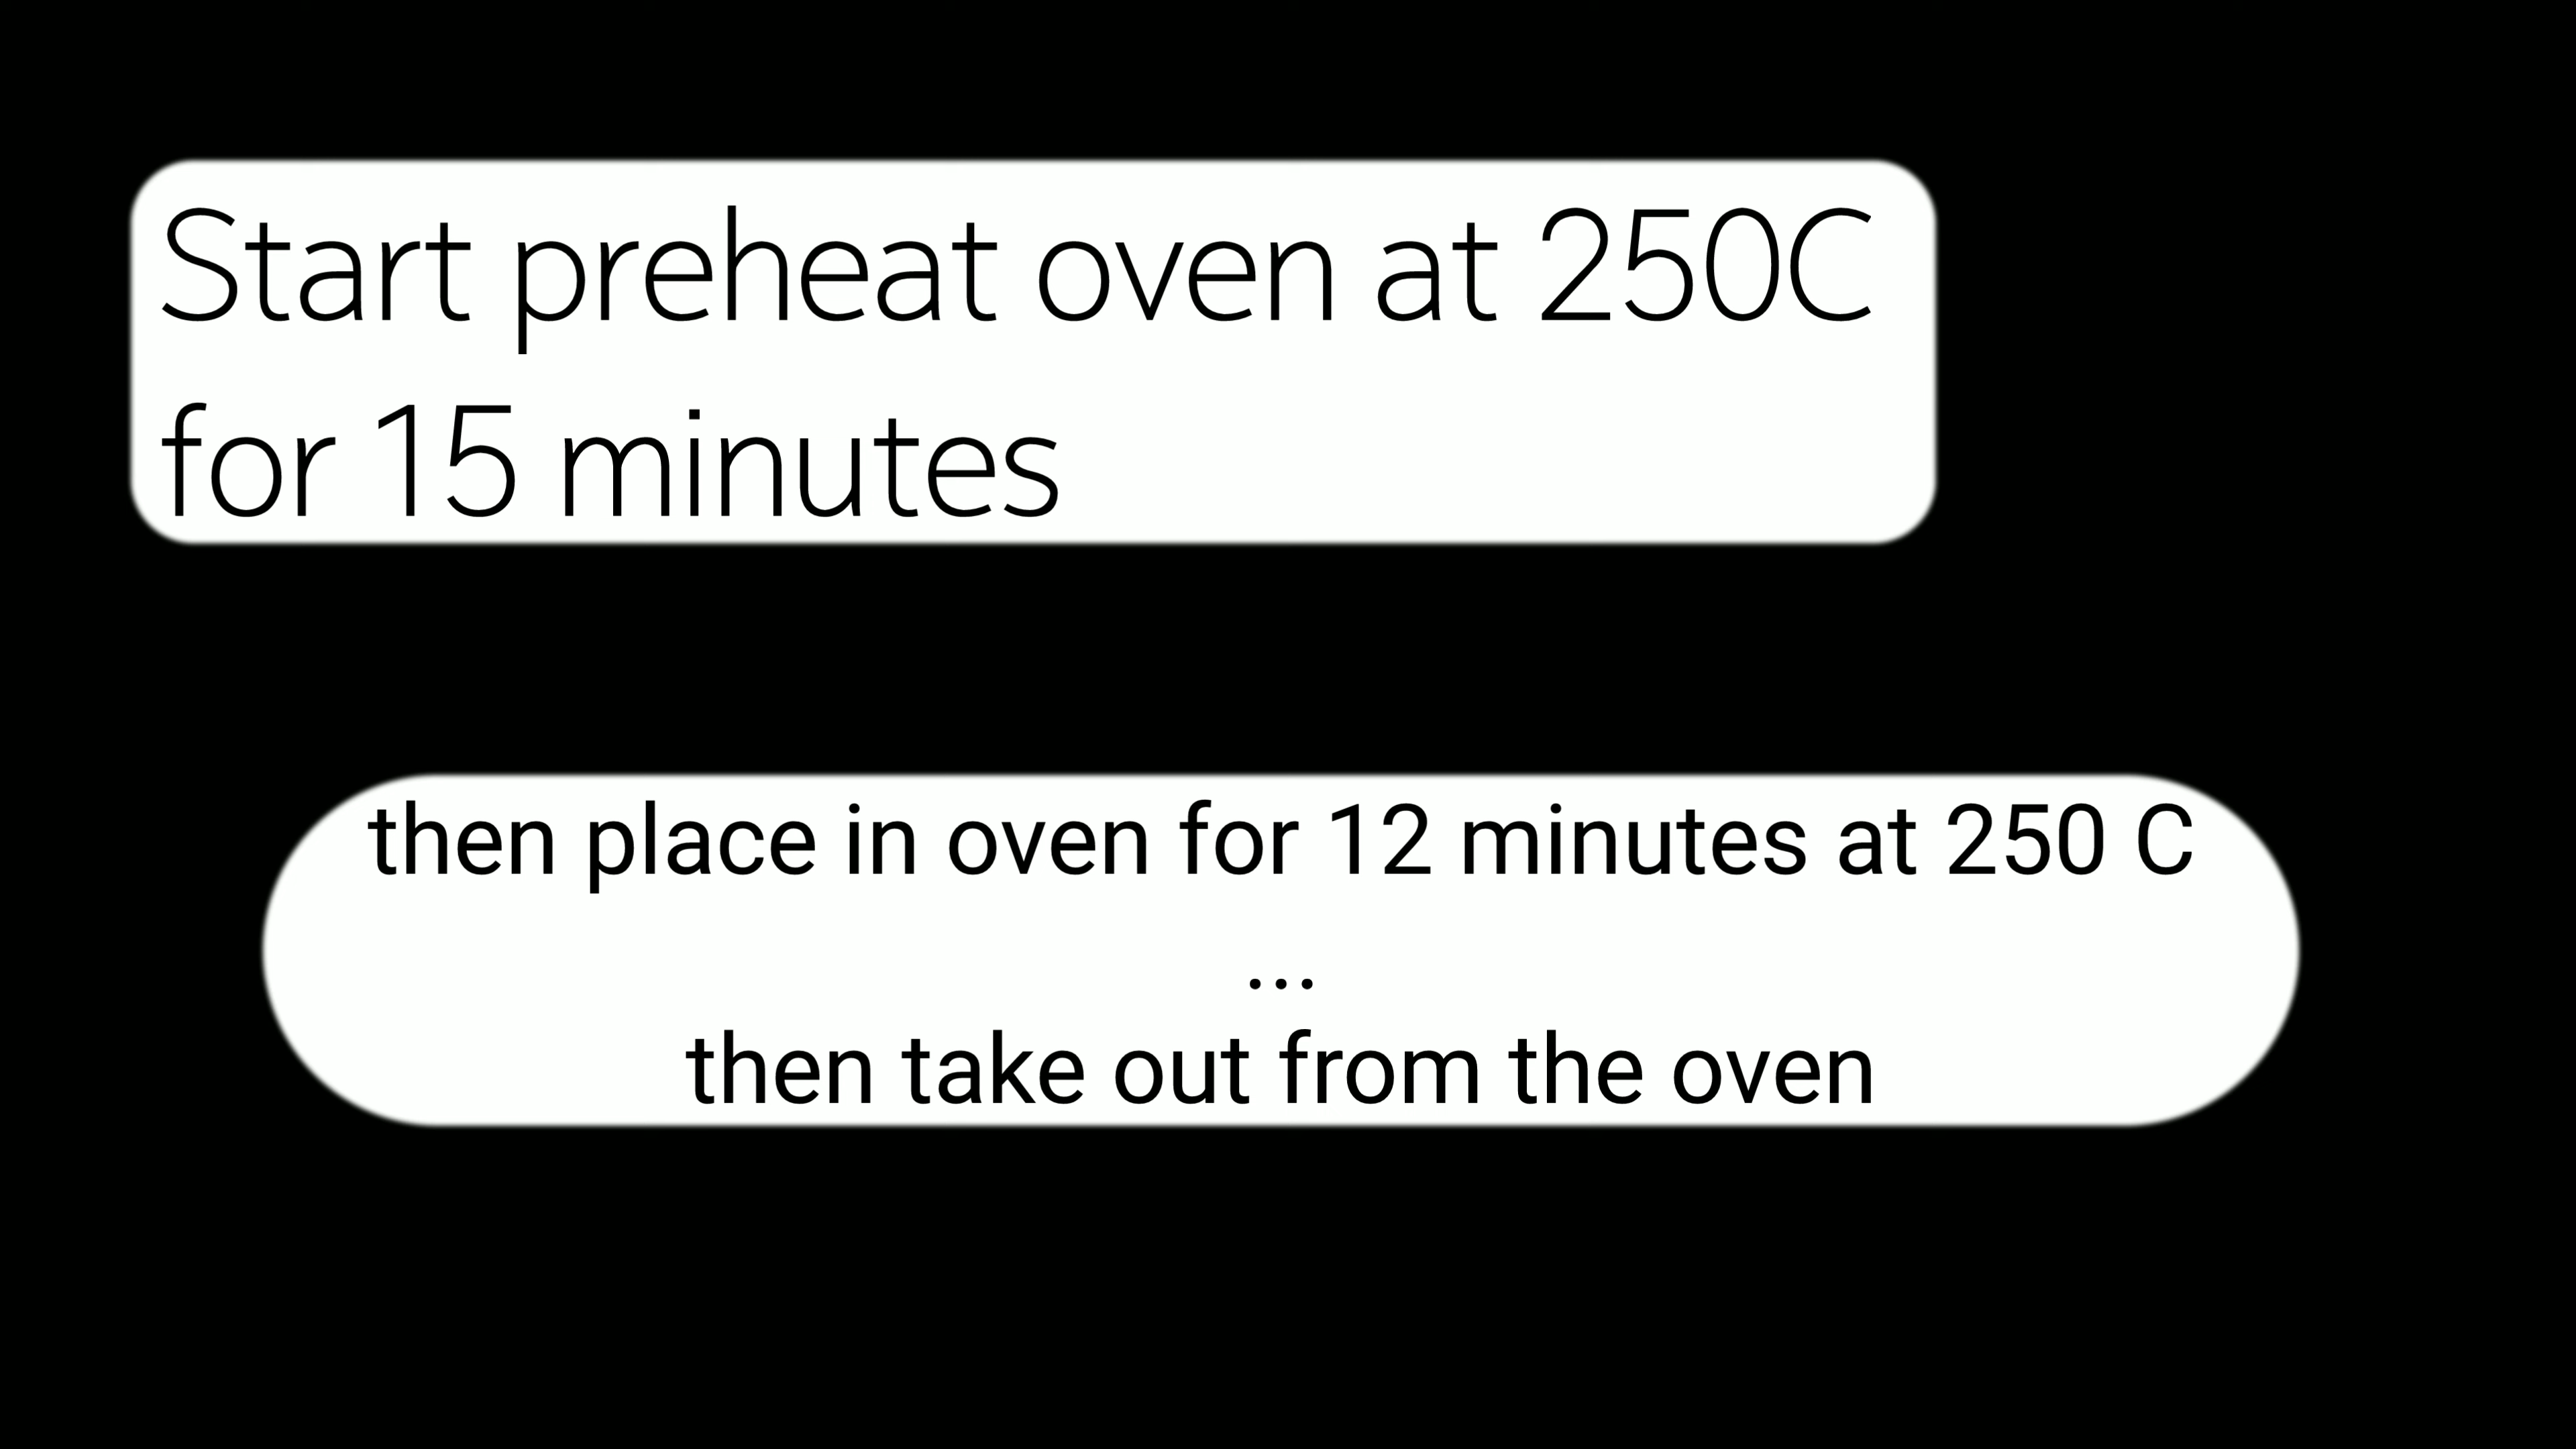 Start preheat oven at 250C
for 15 minutes
then place in oven for 12 minutes at 250 C
...
then take out from the oven